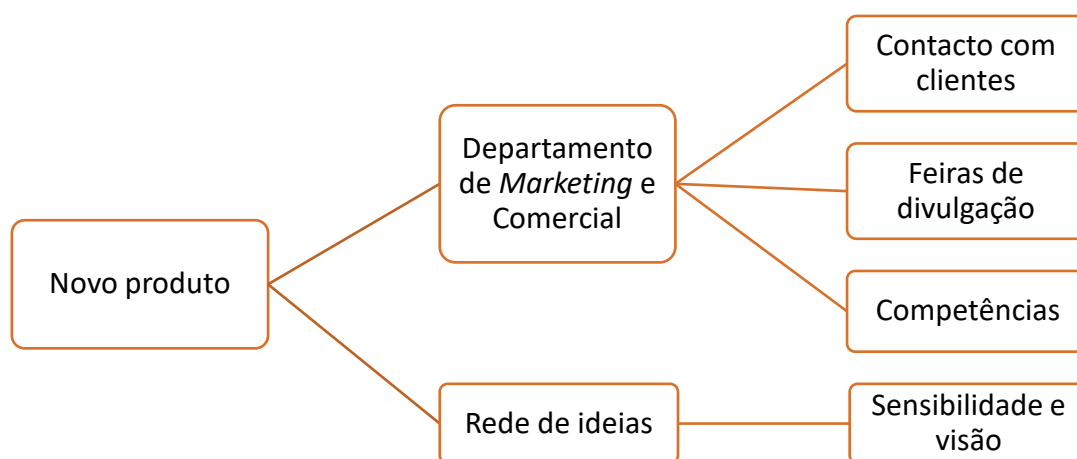 Novo produto
Departamento
de Marketing e
Comercial
Rede de ideias
Contacto com
clientes
Feiras de
divulgação
Competências
Sensibilidade e
visão